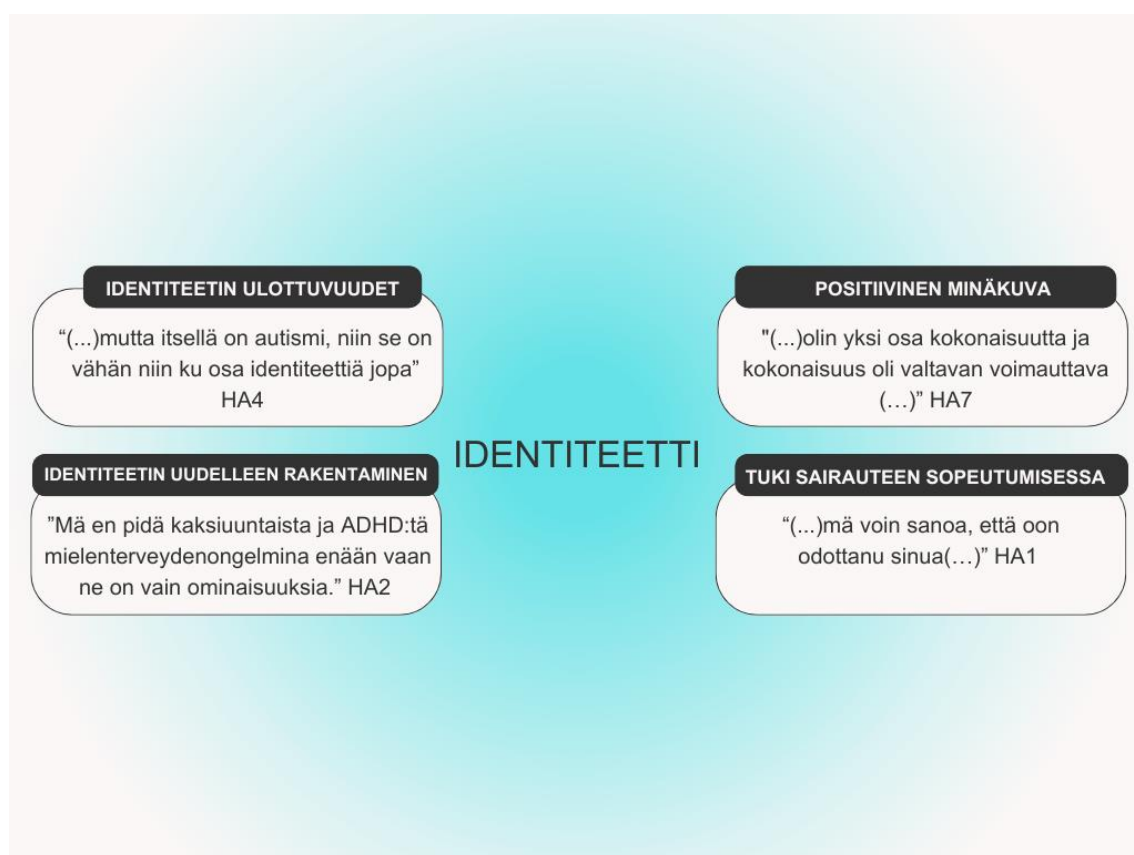 IDENTITEETIN ULOTTUVUUDET
“(...)mutta itsellä on autismi, niin se on
vähän niin ku osa identiteettiä jopa”
HA4
IDENTITEETIN UUDELLEEN RAKENTAMINEN
”Mä en pidä kaksiuuntaista ja ADHD:tä
mielenterveydenongelmina enään vaan
ne on vain ominaisuuksia.” HA2
IDENTITEETTI
POSITIIVINEN MINÄKUVA
"(...)olin yksi osa kokonaisuutta ja
kokonaisuus oli valtavan voimauttava
(…)” HA7
TUKI SAIRAUTEEN SOPEUTUMISESSA
“(...)mä voin sanoa, että oon
odottanu sinua(…)” HA1